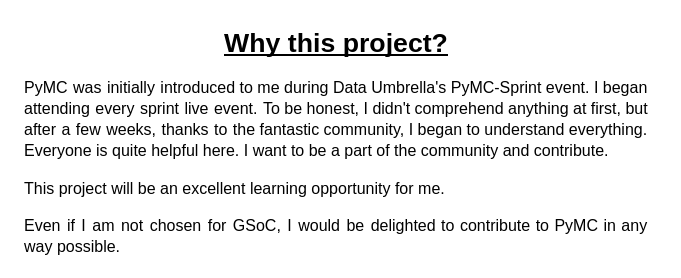 Why this project?
PyMC was initially introduced to me during Data Umbrella's PyMC-Sprint event. I began
attending every sprint live event. To be honest, I didn't comprehend anything at first, but
after a few weeks, thanks to the fantastic community, I began to understand everything.
Everyone is quite helpful here. I want to be a part of the community and contribute.
This project will be an excellent learning opportunity for me.
Even if I am not chosen for GSoC, I would be delighted to contribute to PyMC in any
way possible.